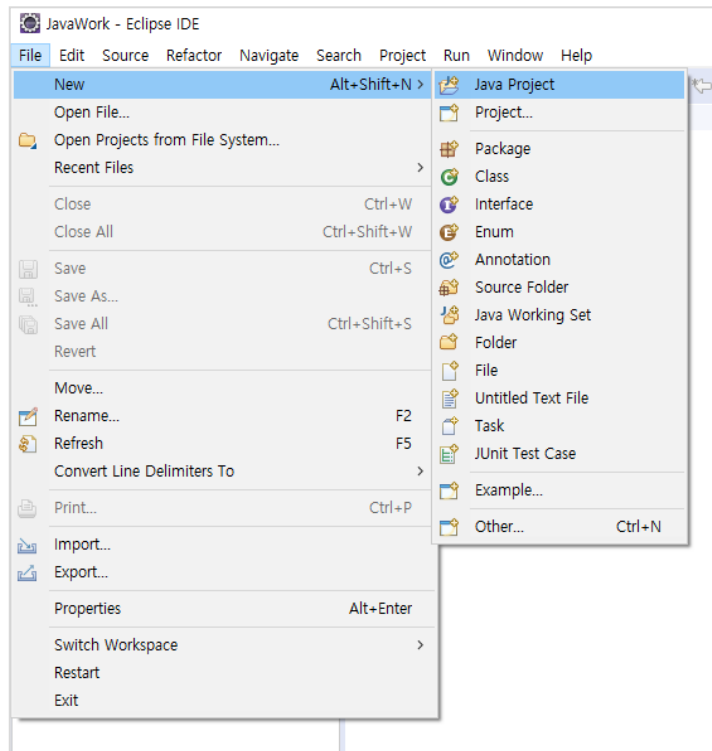 JavaWork - Eclipse IDE
File Edit Source Refactor Navigate Search Project Run Window Help
New Alt+Shift+N >
Open File...
Open Projects from File System...
Recent Files >
Close Ctrl+W
Close All Ctrl+Shift+W
Save Ctrl+S
Save As...
Save All Ctrl+Shift+S
Revert
Move...
Rename... F2
Refresh F5
Convert Line Delimiters To >
Print... Ctrl+P
Import...
Export...
Properties Alt+Enter
Switch Workspace >
Restart
Exit
Java Project
Project...
Package
Class
Interface
Enum
Annotation
Source Folder
Java Working Set
Folder
File
Untitled Text File
Task
JUnit Test Case
Example...
Other... Ctrl+N